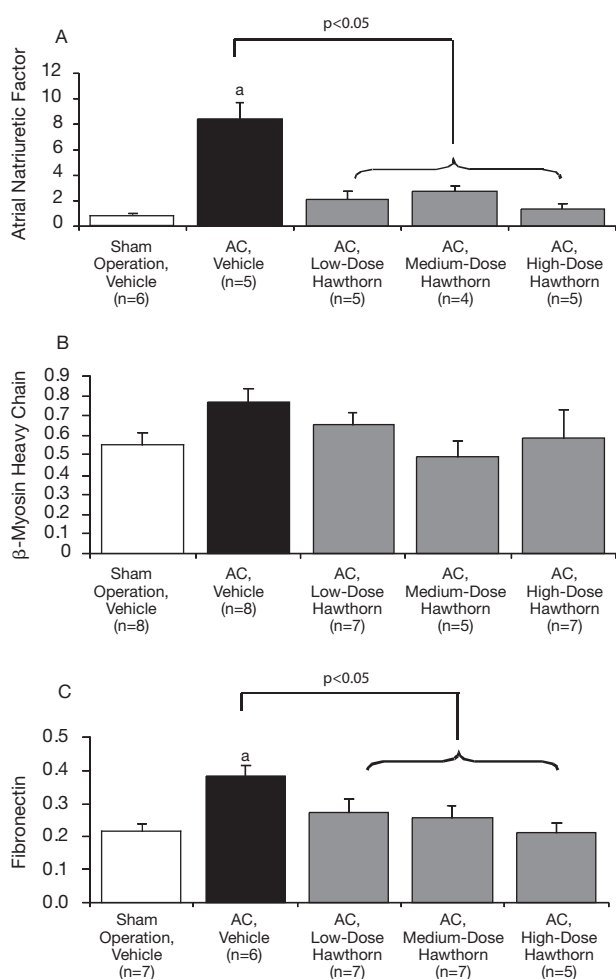 A
p<0.05
Atrial Natriuretic Factor
12
10
8
6
4
2
0
a
Sham Operation, Vehicle (n=6)
AC, Vehicle (n=5)
AC, Low-Dose Hawthorn (n=5)
AC, Medium-Dose Hawthorn (n=4)
AC, High-Dose Hawthorn (n=5)
B
β-Myosin Heavy Chain
0.9
0.8
0.7
0.6
0.5
0.4
0.3
0.2
0.1
0
Sham Operation, Vehicle (n=8)
AC, Vehicle (n=8)
AC, Low-Dose Hawthorn (n=7)
AC, Medium-Dose Hawthorn (n=5)
AC, High-Dose Hawthorn (n=7)
C
p<0.05
Fibronectin
0.5
0.4
0.3
0.2
0.1
0.0
a
Sham Operation, Vehicle (n=7)
AC, Vehicle (n=6)
AC, Low-Dose Hawthorn (n=7)
AC, Medium-Dose Hawthorn (n=7)
AC, High-Dose Hawthorn (n=5)